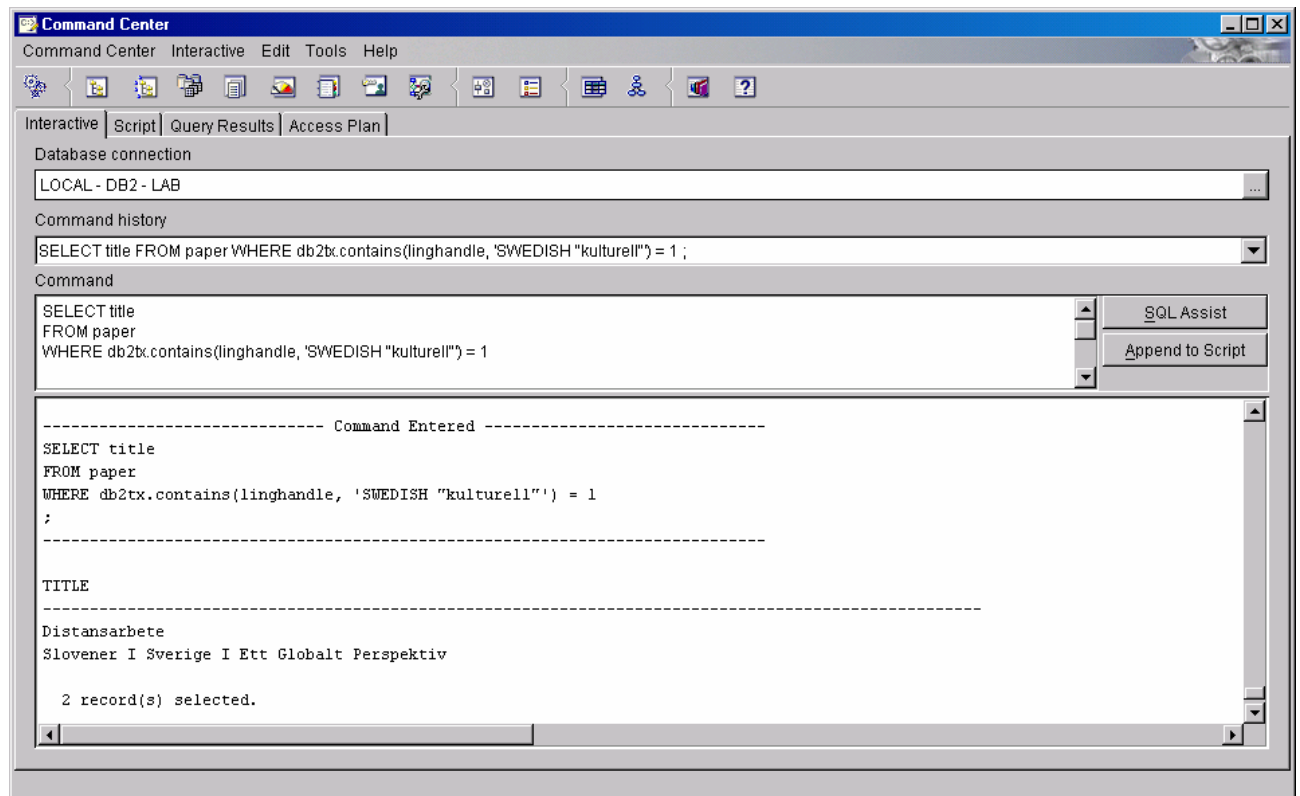 Command Center
Command Center Interactive Edit Tools Help
Interactive Script Query Results Access Plan
Database connection
LOCAL - DB2 - LAB
...
Command history
SELECT title FROM paper WHERE db2tx.contains(linghandle, 'SWEDISH "kulturell"') = 1 ;
Command
SELECT title
FROM paper
WHERE db2tx.contains(linghandle, 'SWEDISH "kulturell"') = 1
SQL Assist
Append to Script
------------------------------ Command Entered ------------------------------
SELECT title
FROM paper
WHERE db2tx.contains(linghandle, 'SWEDISH "kulturell"') = 1
;
-----------------------------------------------------------------------------
TITLE
----------------------------------------------------------------------------------------------------
Distansarbete
Slovener I Sverige I Ett Globalt Perspektiv
2 record(s) selected.